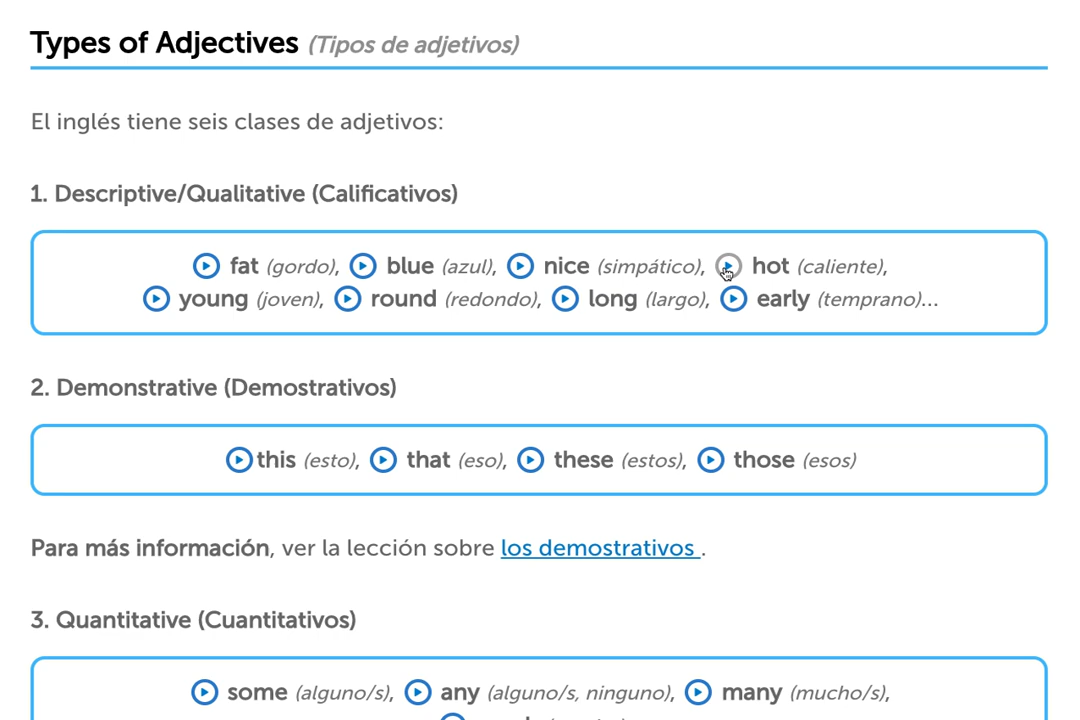 Types of Adjectives (Tipos de adjetivos)
El inglés tiene seis clases de adjetivos:
1. Descriptive/Qualitative (Calificativos)
fat (gordo), blue (azul), nice (simpático), hot (caliente),
young (joven), round (redondo), long (largo), early (temprano)...
2. Demonstrative (Demostrativos)
this (esto), that (eso), these (estos), those (esos)
Para más información, ver la lección sobre los demostrativos .
3. Quantitative (Cuantitativos)
some (alguno/s), any (alguno/s, ninguno), many (mucho/s),